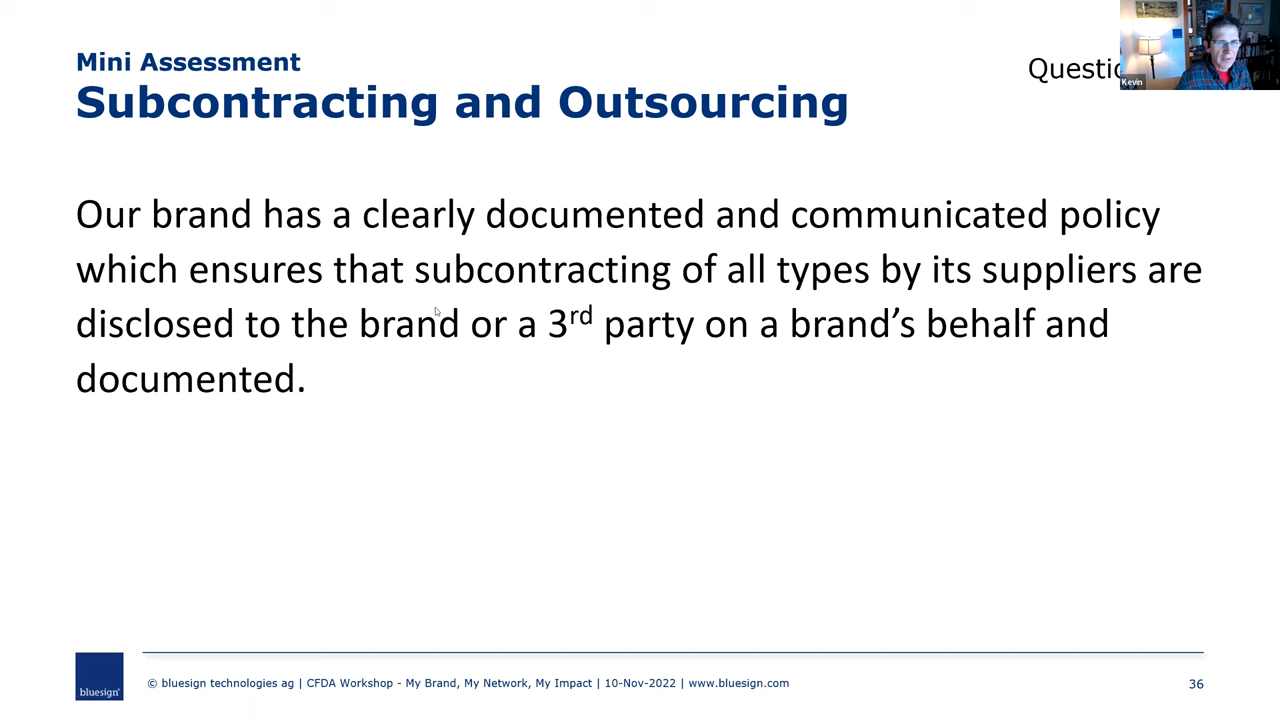 Mini Assessment
Subcontracting and Outsourcing
Kevin
Our brand has a clearly documented and communicated policy
which ensures that subcontracting of all types by its suppliers are
disclosed to the brand or a 3rd party on a brand’s behalf and
documented.
bluesign®
© bluesign technologies ag | CFDA Workshop - My Brand, My Network, My Impact | 10-Nov-2022 | www.bluesign.com
36